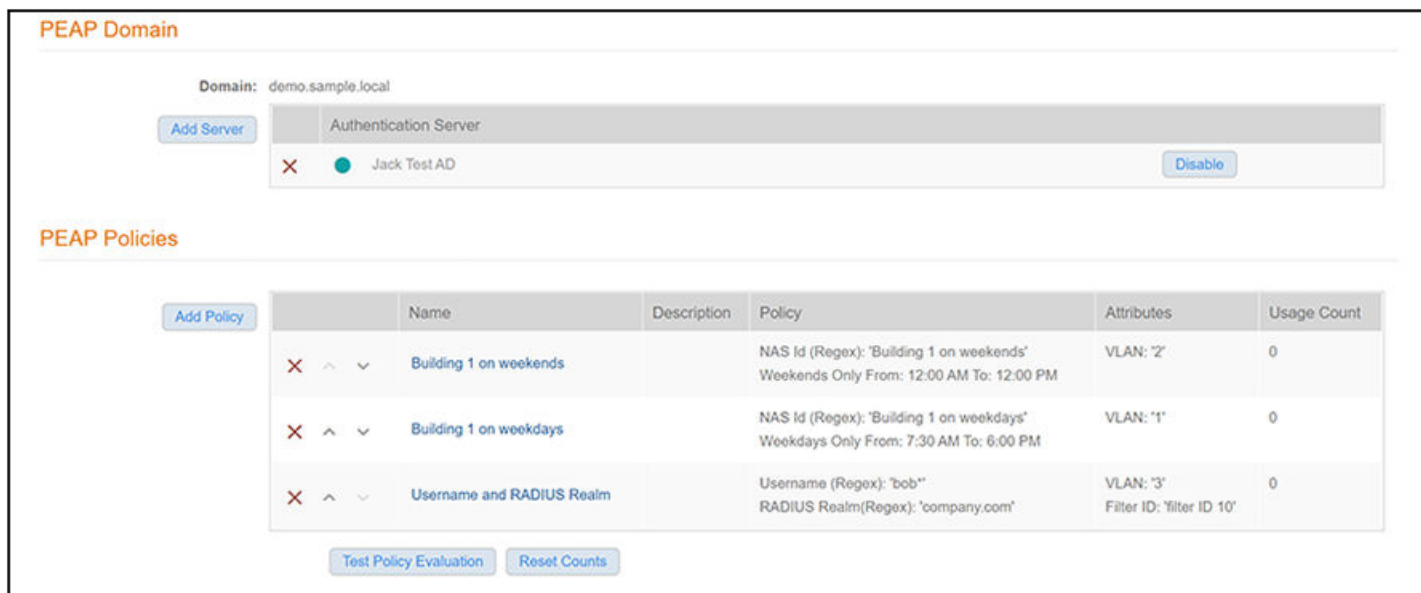 PEAP Domain
Domain: demo.sample.local
Add Server
Authentication Server
Jack Test AD
Disable
PEAP Policies
Add Policy
Name Description Policy Attributes Usage Count
Building 1 on weekends NAS Id (Regex): 'Building 1 on weekends' VLAN: '2' 0
Weekends Only From: 12:00 AM To: 12:00 PM
Building 1 on weekdays NAS Id (Regex): 'Building 1 on weekdays' VLAN: '1' 0
Weekdays Only From: 7:30 AM To: 6:00 PM
Username and RADIUS Realm Username (Regex): 'bob*' VLAN: '3' 0
RADIUS Realm(Regex): 'company.com' Filter ID: 'filter ID 10'
Test Policy Evaluation Reset Counts